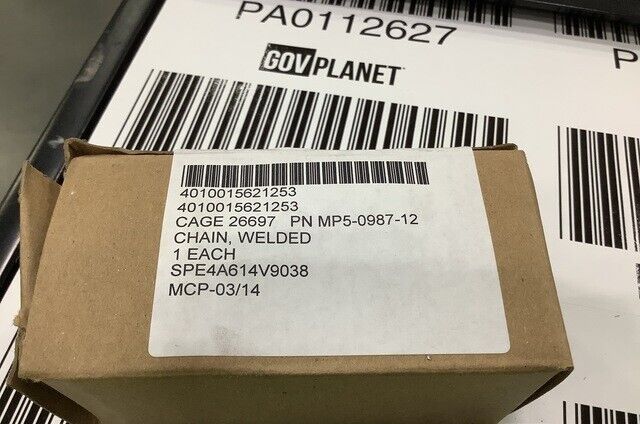 PA0112627
P
GOVPLANET
4010015621253
4010015621253
CAGE 26697 PN MP5-0987-12
CHAIN, WELDED
1 EACH
SPE4A614V9038
MCP-03/14